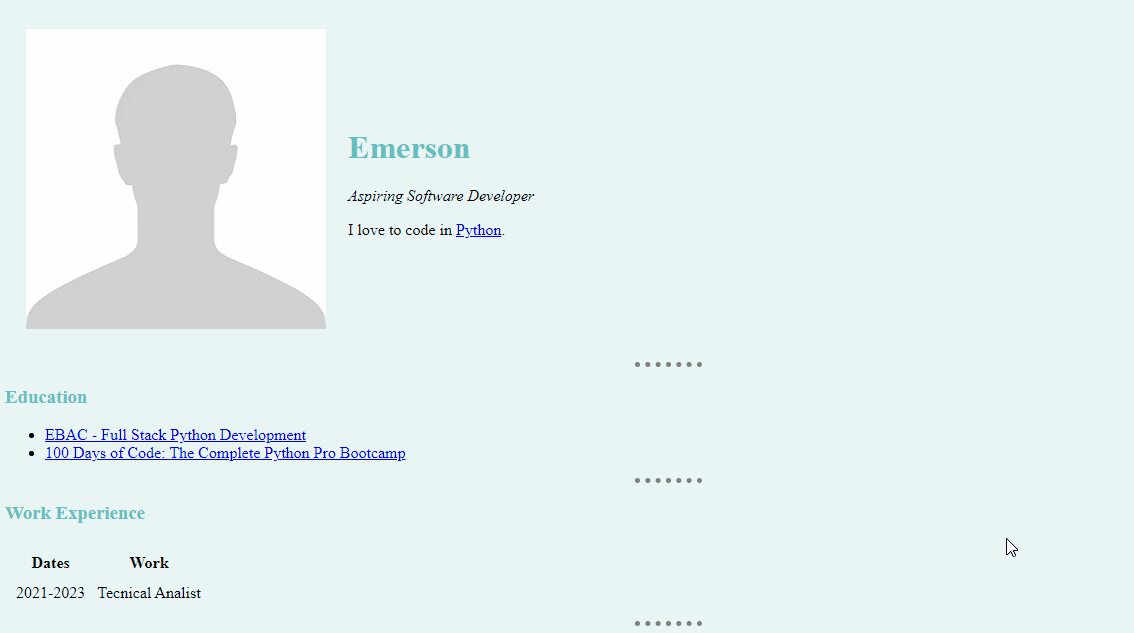 Emerson
Aspiring Software Developer
I love to code in Python.
Education
EBAC - Full Stack Python Development
100 Days of Code: The Complete Python Pro Bootcamp
Work Experience
Dates Work
2021-2023 Tecnical Analist